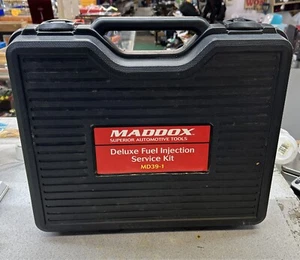 MADDOX
SUPERIOR AUTOMOTIVE TOOLS
Deluxe Fuel Injection
Service Kit
MD39-1